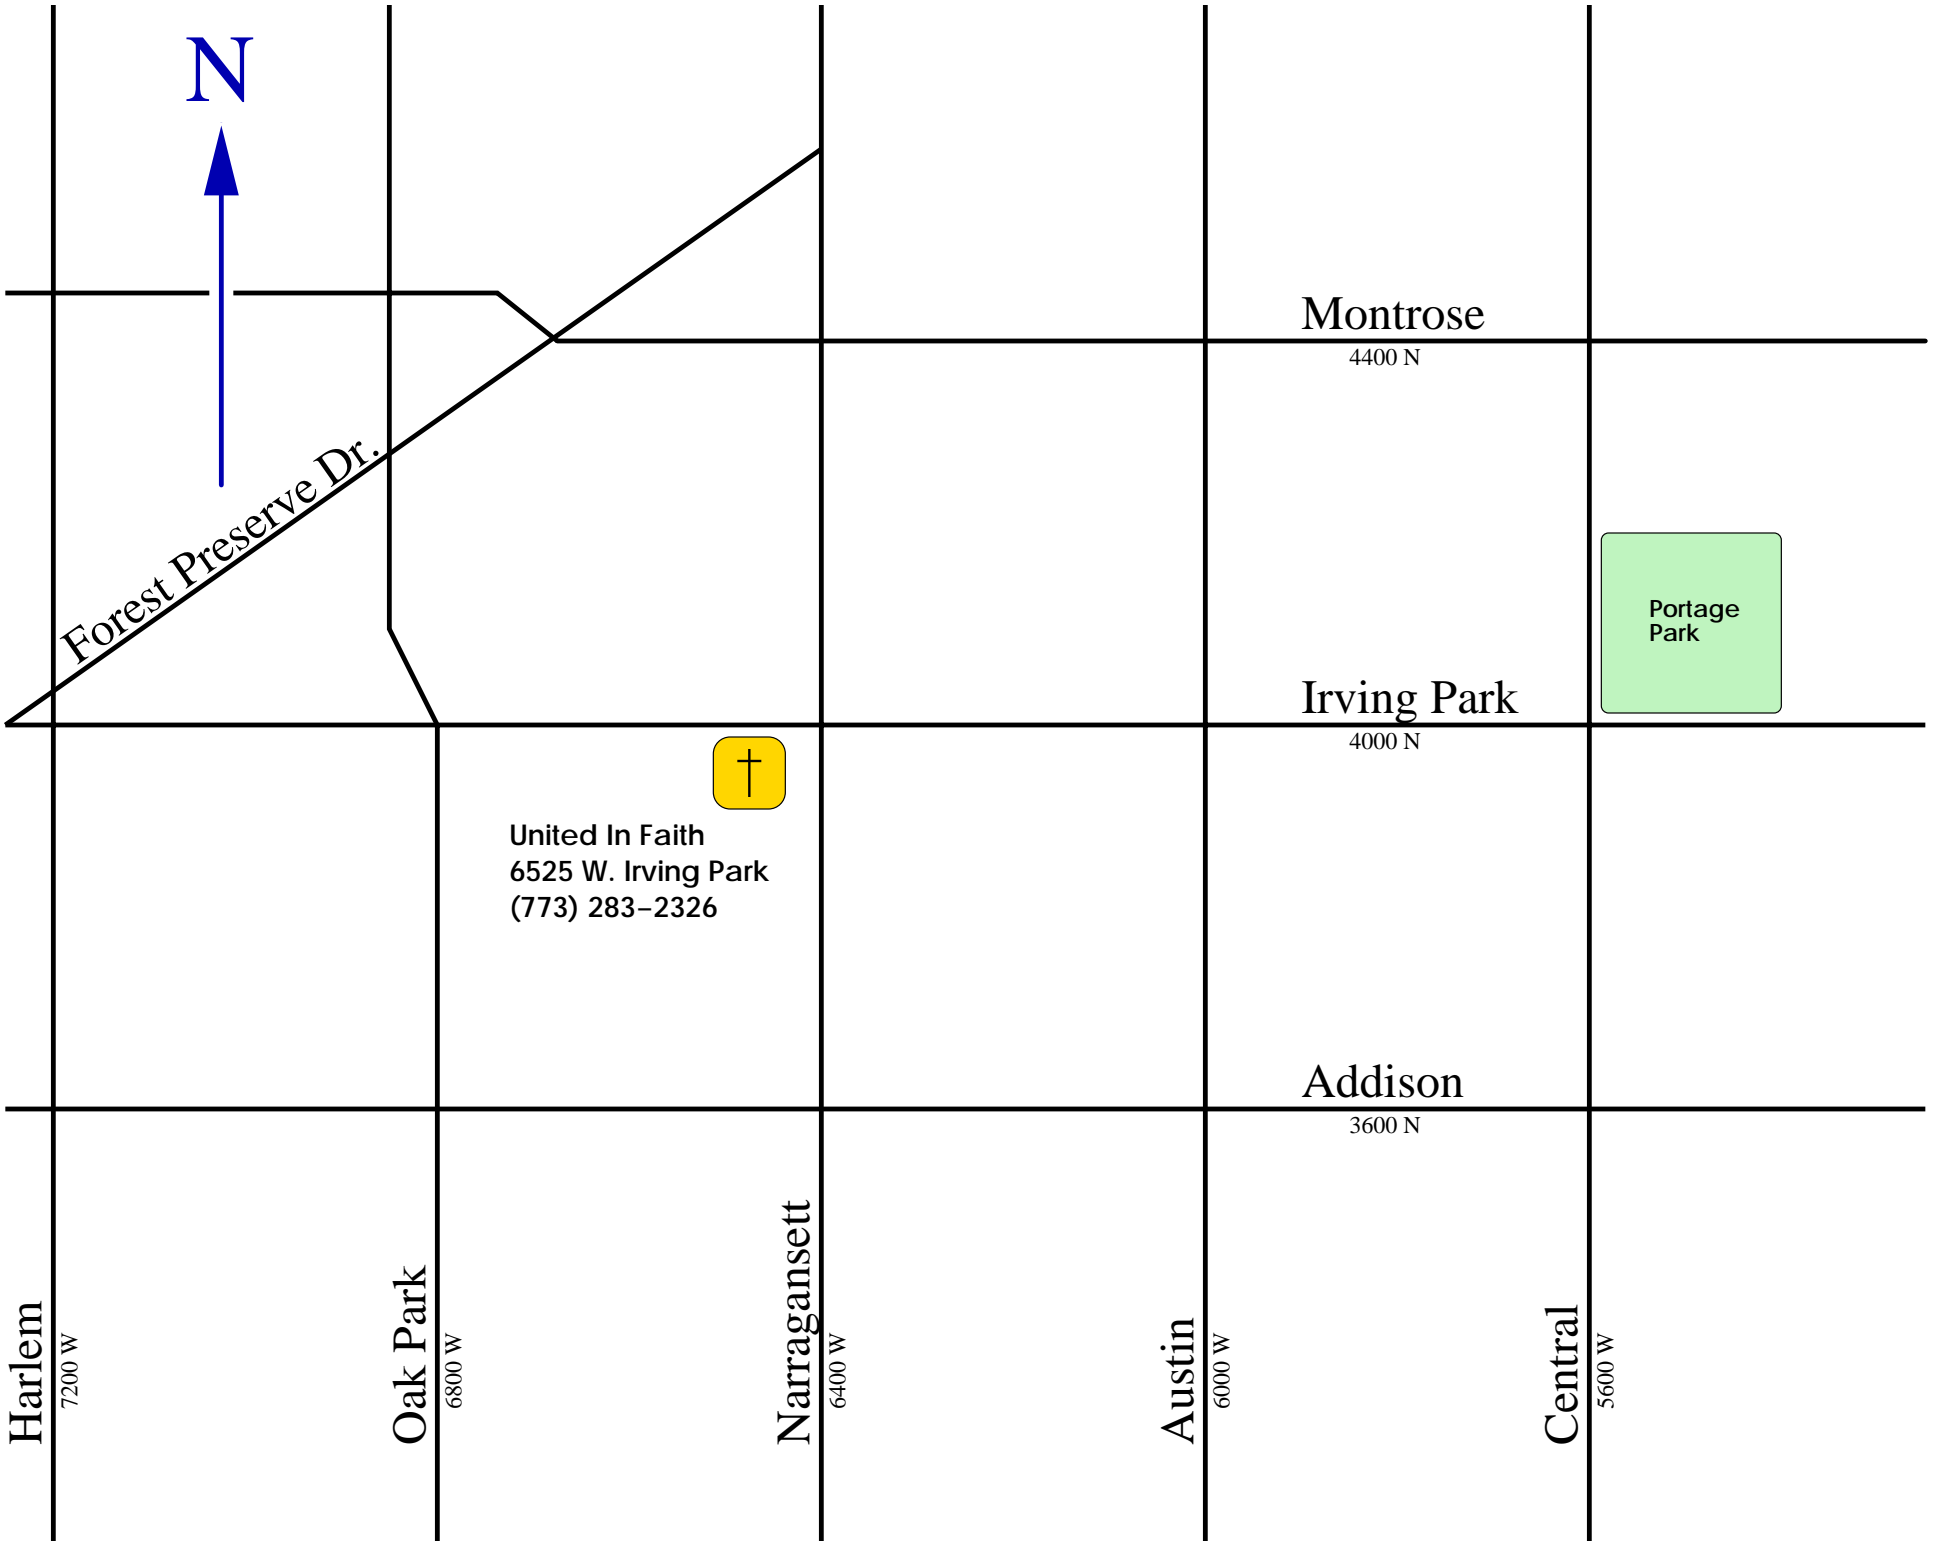 N
Montrose
4400 N
Forest Preserve Dr.
Portage
Park
Irving Park
4000 N
United In Faith
6525 W. Irving Park
(773) 283–2326
Addison
3600 N
Harlem
7200 W
Oak Park
6800 W
Narragansett
6400 W
Austin
6000 W
Central
5600 W